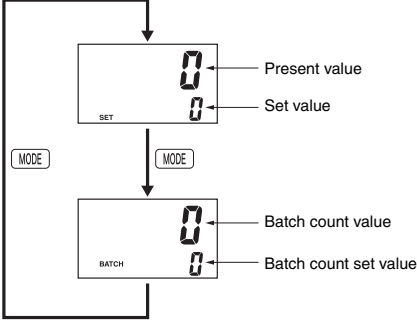 0
Present value
0
Set value
SET
MODE
MODE
0
Batch count value
BATCH
0
Batch count set value